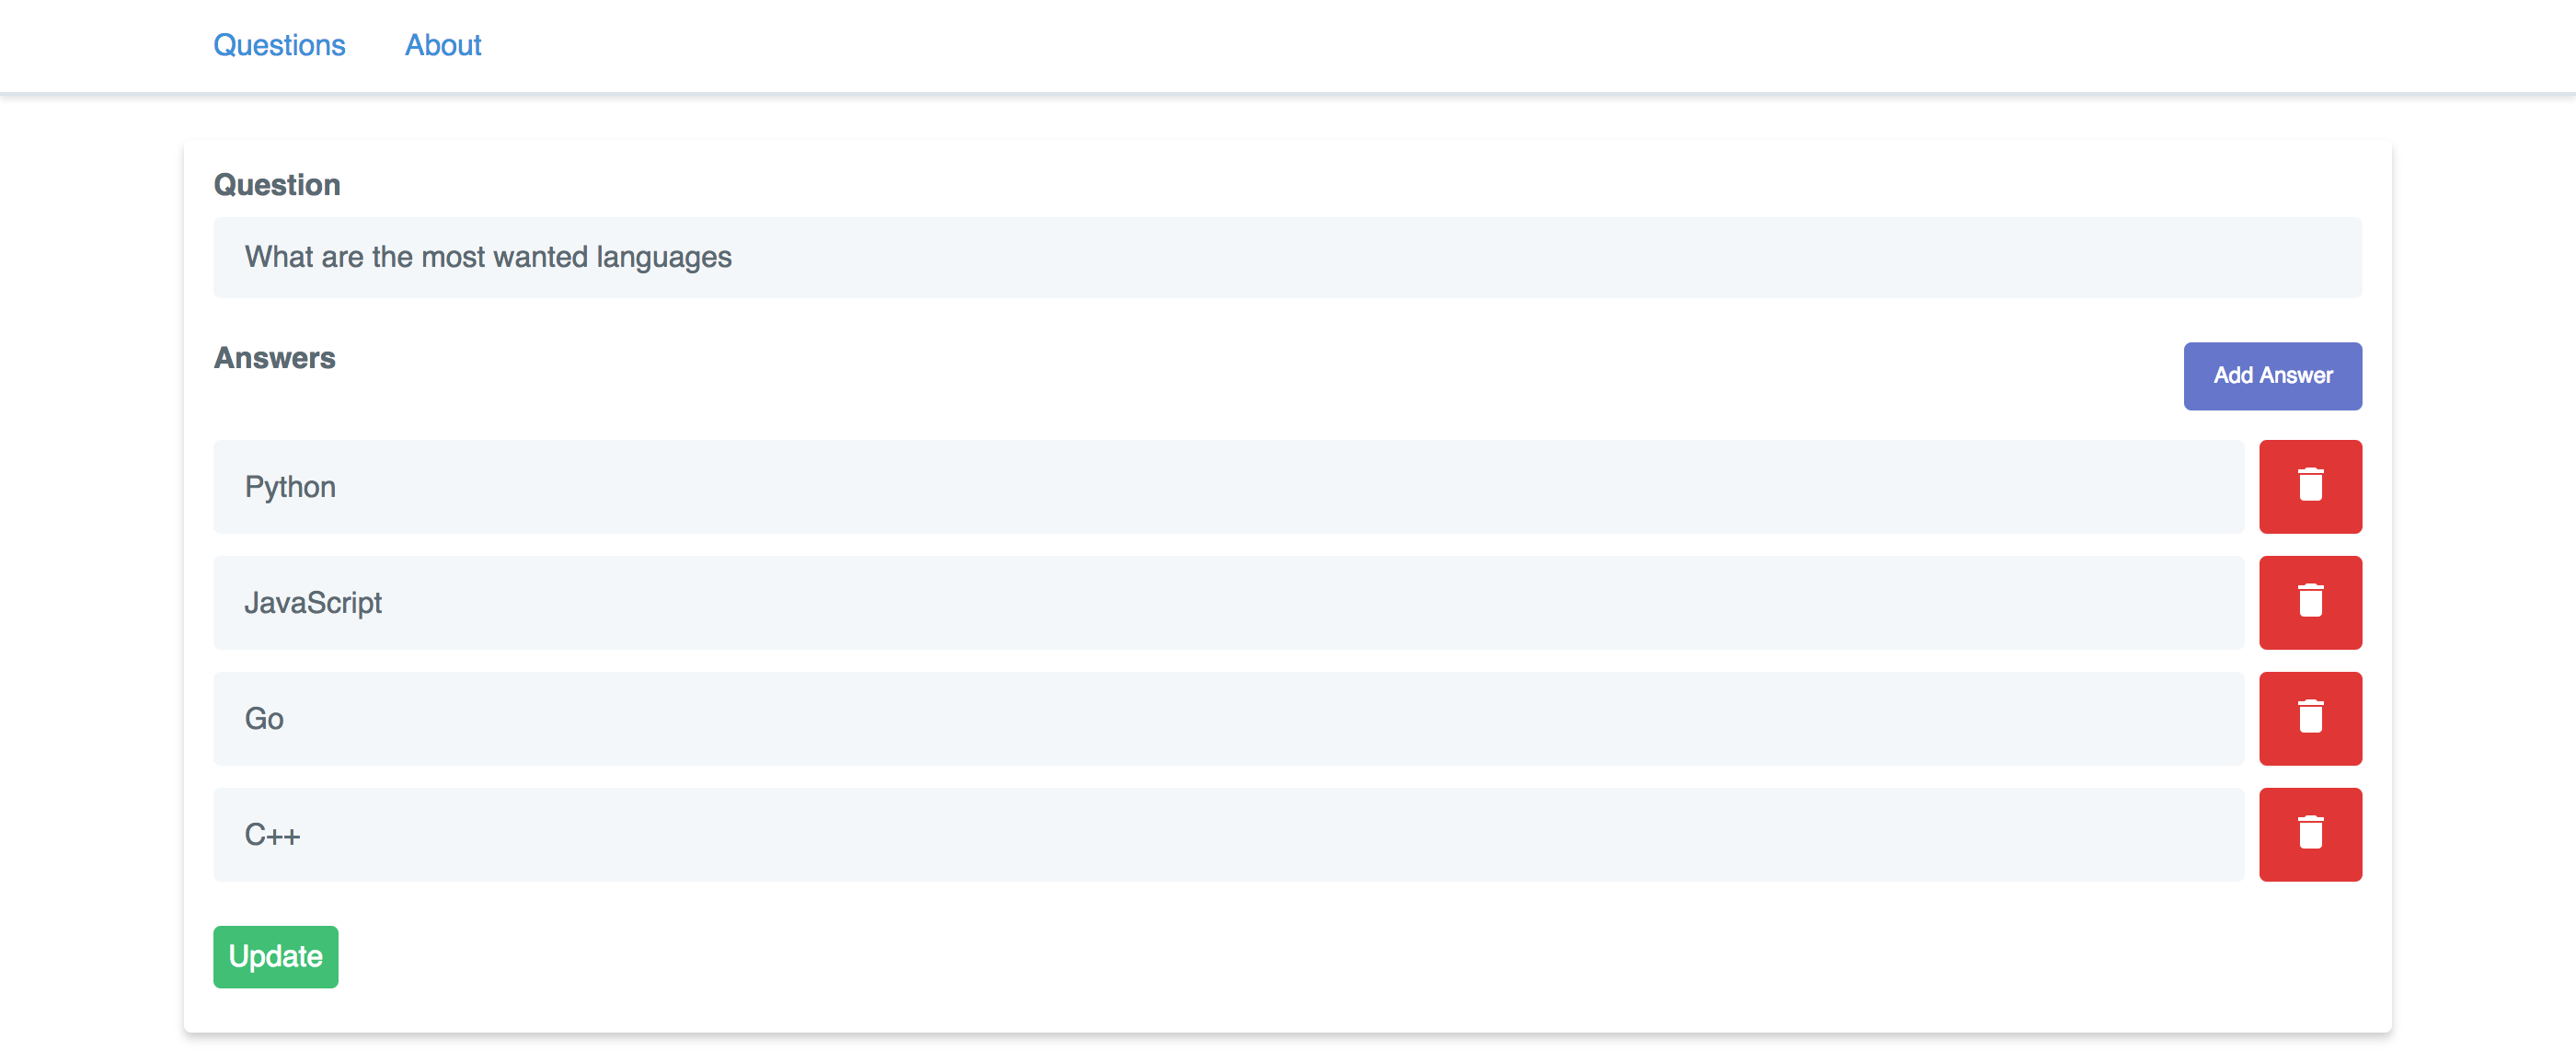 Questions About
Question
What are the most wanted languages
Answers
Add Answer
Python
JavaScript
Go
C++
Update